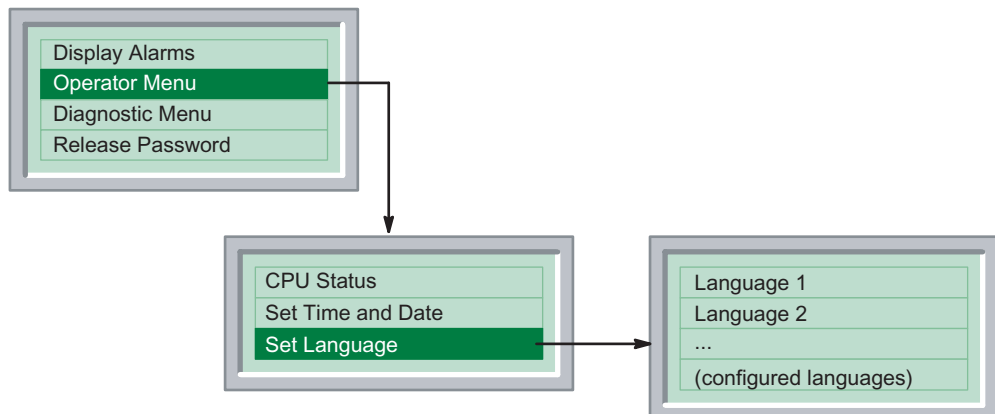 Display Alarms
Operator Menu
Diagnostic Menu
Release Password
CPU Status
Set Time and Date
Set Language
Language 1
Language 2
...
(configured languages)